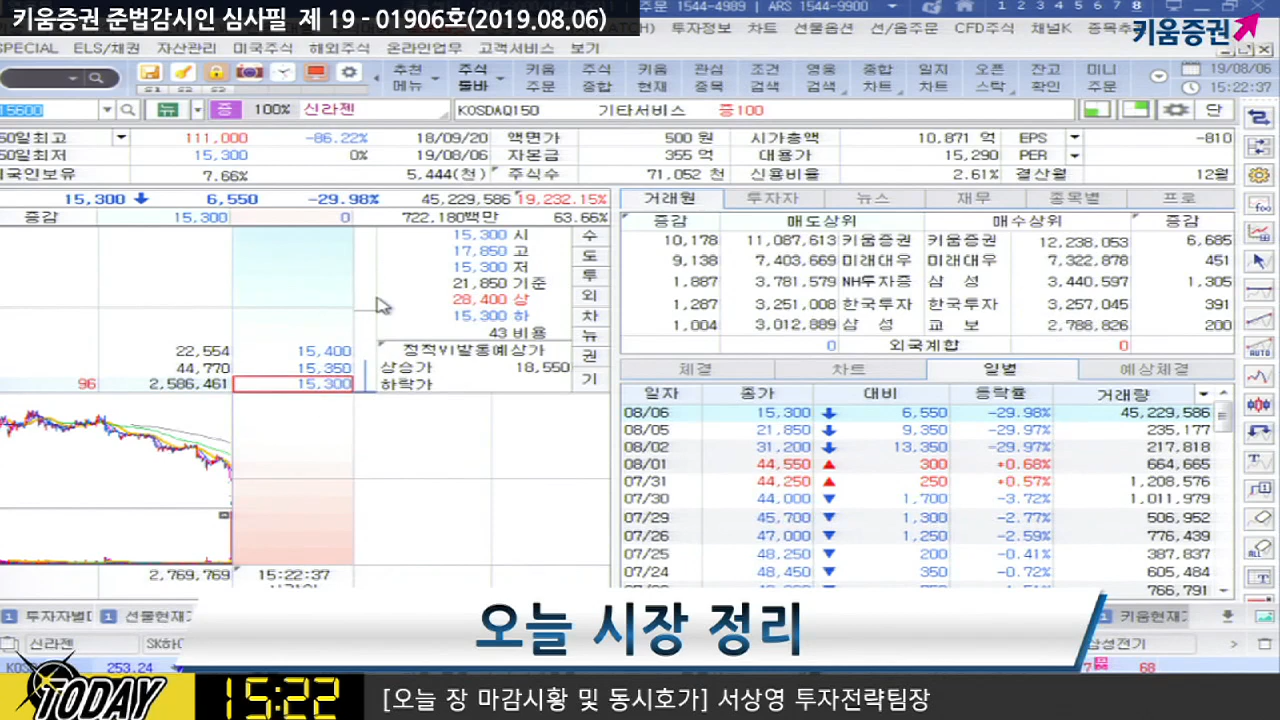 키움증권 준법감시인 심사필 제 19 - 01906호(2019.08.06)
주문 1544-4989 | ARS 1544-9900
1 2 3 4 5 6 7 8
투자정보 차트 선물옵션 선/옵주문 CFD주식 채널K 종목추
키움증권
SPECIAL ELS/채권 자산관리 미국주식 해외주식 온라인업무 고객서비스 보기
추천 메뉴 주식 툴바 키움 주문 주식 종합 키움 현재 관심 종목 조건 검색 영웅 검색 종합 차트 일지 차트 오픈 스탁 잔고 확인 미니 주문
19/08/06
15:22:37
15600 뉴 증 100% 신라젠 KOSDAQ150 기타서비스 증100 단
50일최고 111,000 -86.22% 18/09/20 액면가 500 원 시가총액 10,871 억 EPS -810
50일최저 15,300 0% 19/08/06 자본금 355 억 대용가 15,290 PER
외국인보유 7.66% 5,444(천) 주식수 71,052 천 신용비율 2.61% 결산월 12월
15,300 6,550 -29.98% 45,229,586 19,232.15%
증감 15,300 0 722,180백만 63.66%
15,300 시
17,850 고
15,300 저
21,850 기준
28,400 상
15,300 하
43 비용
정적VI발동예상가
상승가 18,550
하락가
수
도
투
외
차
뉴
권
기
22,554 15,400
44,770 15,350
96 2,586,461 15,300
2,769,769 15:22:37
거래원 투자자 뉴스 재무 종목별 프로
증감 매도상위 매수상위 증감
10,178 11,087,613 키움증권 키움증권 12,238,053 6,685
9,138 7,403,669 미래대우 미래대우 7,322,878 451
1,887 3,781,579 NH투자증 삼 성 3,440,597 1,305
1,287 3,251,008 한국투자 한국투자 3,257,045 391
1,004 3,012,889 삼 성 교 보 2,788,826 200
0 외국계합 0
체결 차트 일별 예상체결
일자 종가 대비 등락률 거래량
08/06 15,300 6,550 -29.98% 45,229,586
08/05 21,850 9,350 -29.97% 235,177
08/02 31,200 13,350 -29.97% 217,818
08/01 44,550 300 +0.68% 664,665
07/31 44,250 250 +0.57% 1,208,576
07/30 44,000 1,700 -3.72% 1,011,979
07/29 45,700 1,300 -2.77% 506,952
07/26 47,000 1,250 -2.59% 776,439
07/25 48,250 200 -0.41% 387,837
07/24 48,450 350 -0.72% 605,484
766,791
1 투자자별 1 선물현재 1 키움현재
신라젠 SK하 삼성전기
253.24 68
오늘 시장 정리
TODAY 15:22 [오늘 장 마감시황 및 동시호가] 서상영 투자전략팀장